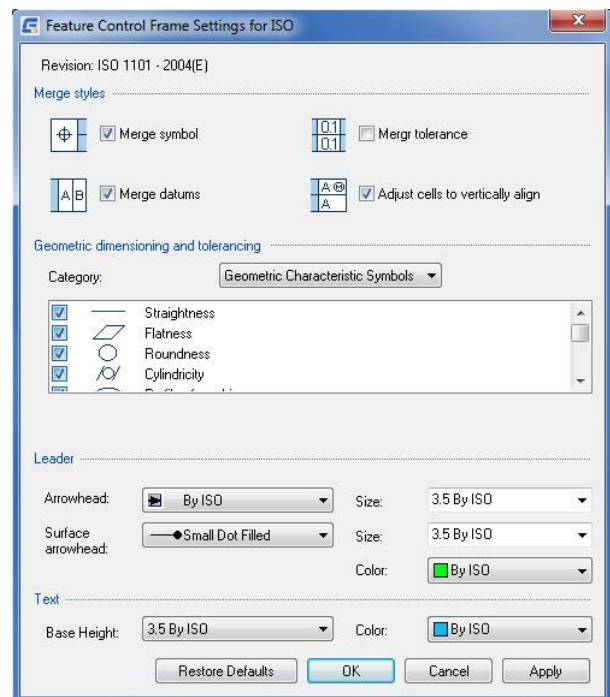 Feature Control Frame Settings for ISO
Revision: ISO 1101 - 2004(E)
Merge styles
Merge symbol
0.1
0.1
Mergr tolerance
A B
Merge datums
A Ⓜ
A
Adjust cells to vertically align
Geometric dimensioning and tolerancing
Category:
Geometric Characteristic Symbols
Straightness
Flatness
Roundness
Cylindricity
Leader
Arrowhead:
By ISO
Size:
3.5 By ISO
Surface
arrowhead:
Small Dot Filled
Size:
3.5 By ISO
Color:
By ISO
Text
Base Height:
3.5 By ISO
Color:
By ISO
Restore Defaults
OK
Cancel
Apply